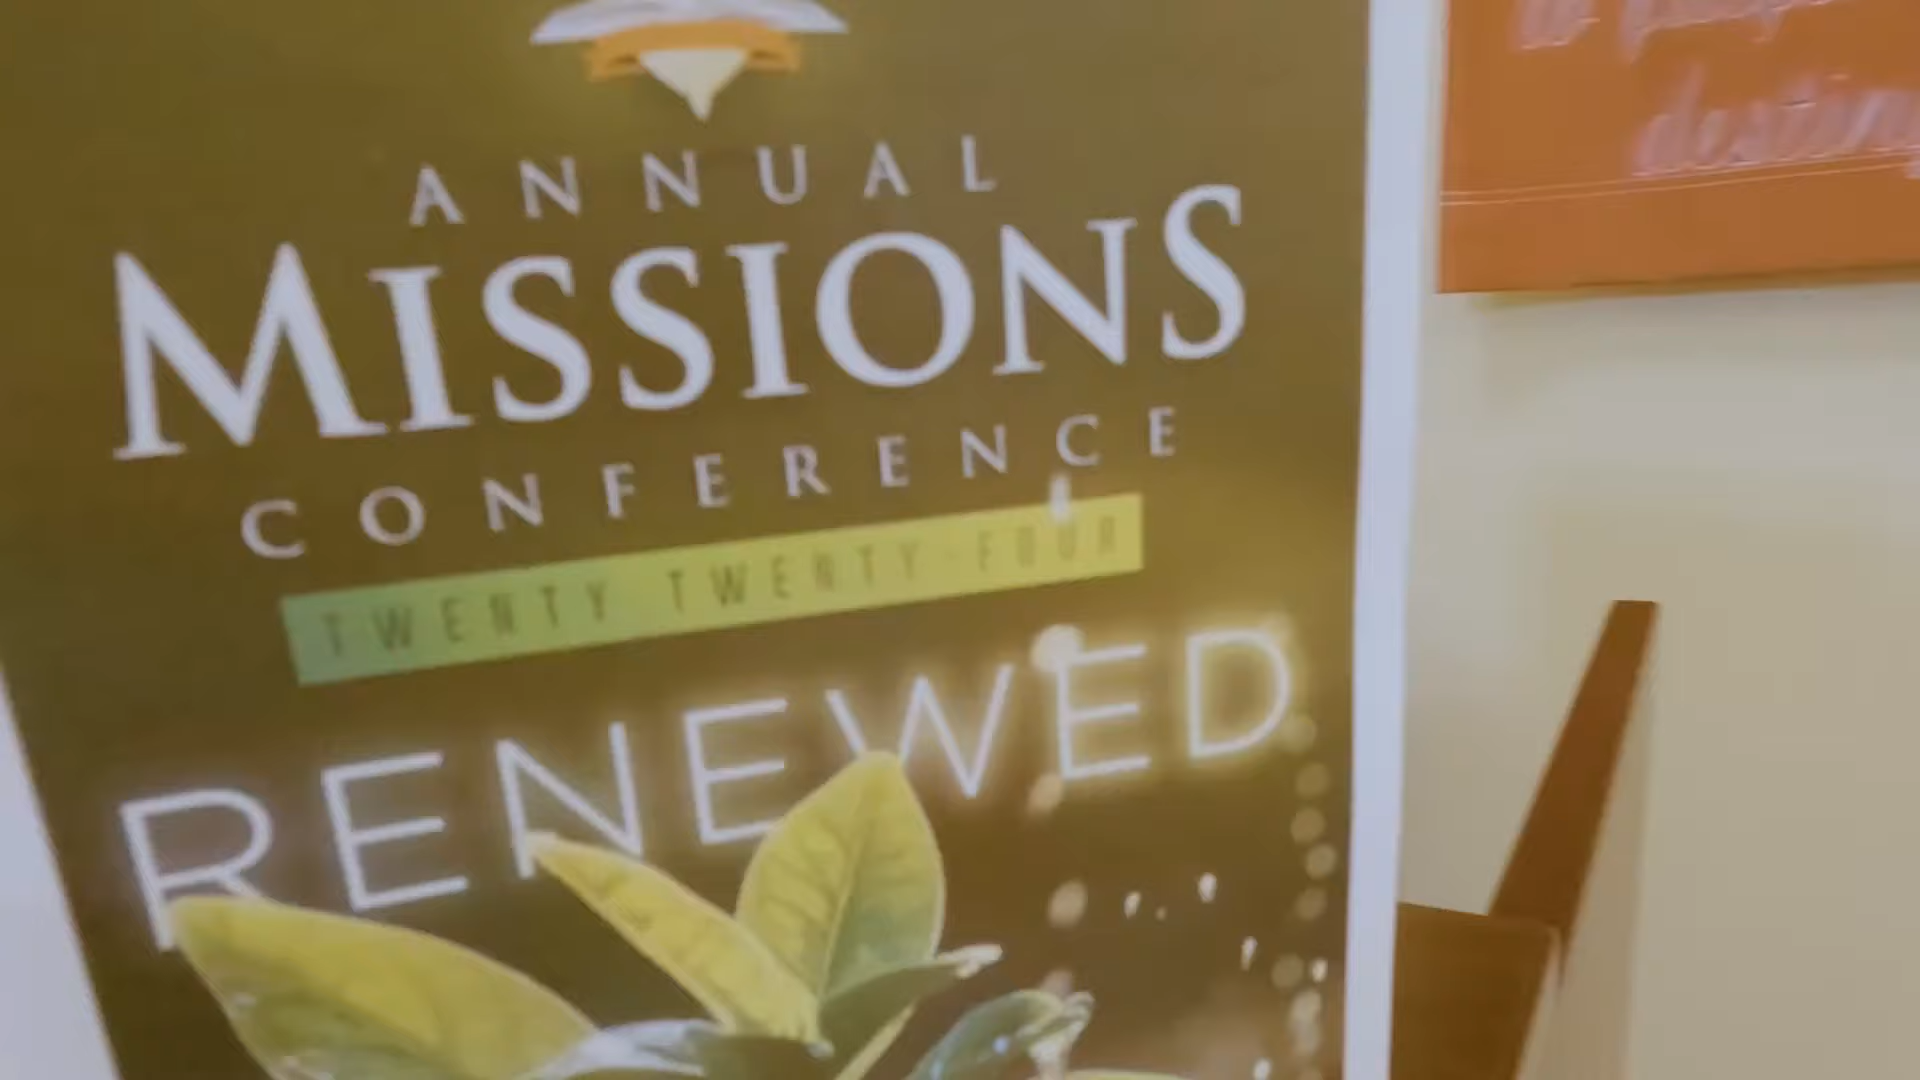 ANNUAL
MISSIONS
CONFERENCE
TWENTY TWENTY-FOUR
RENEWED